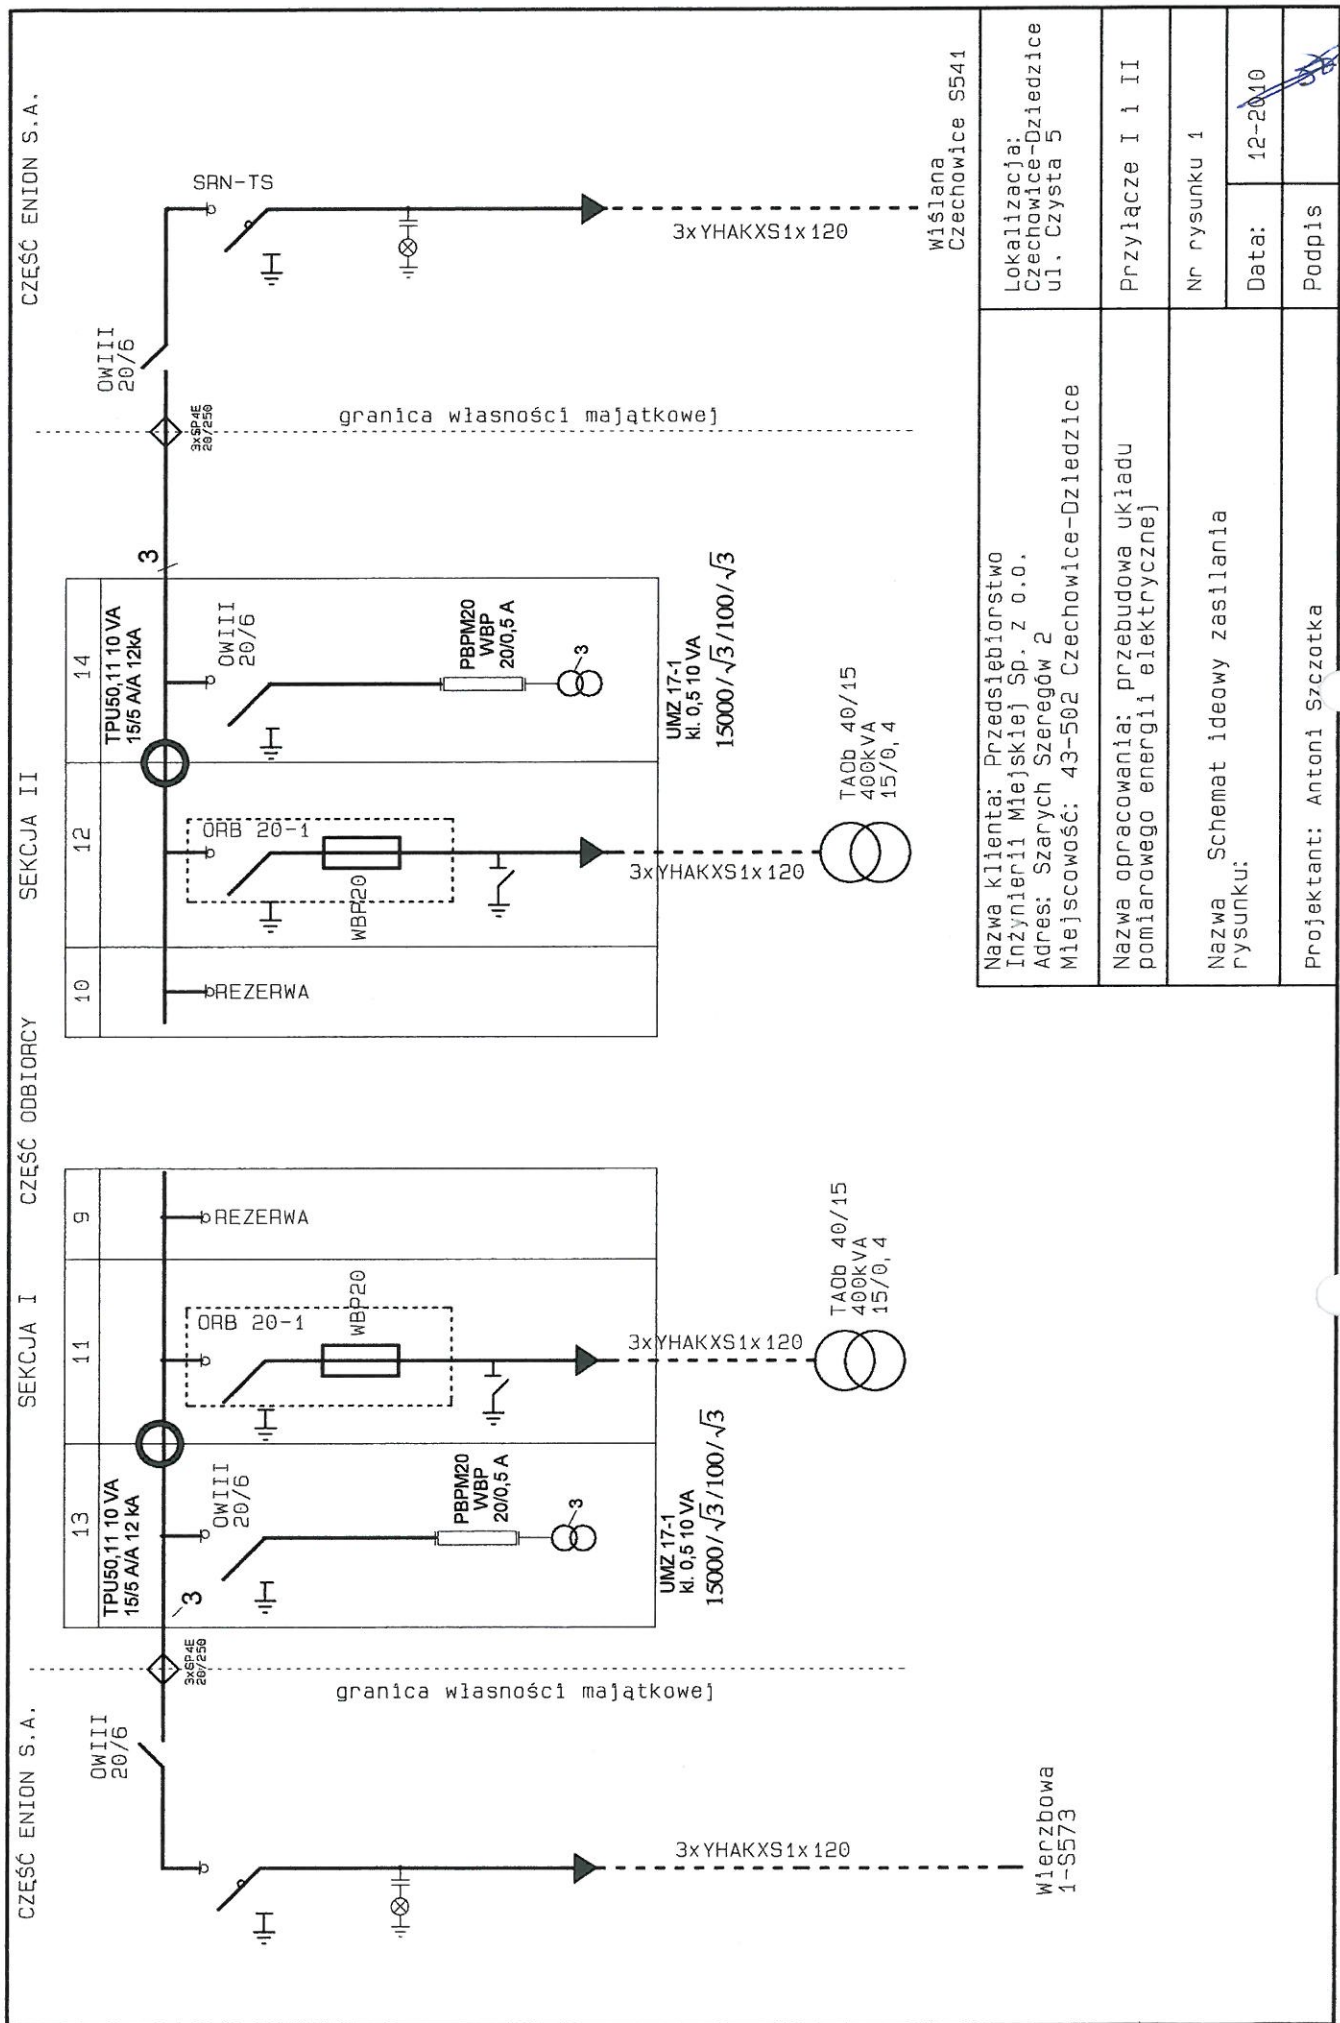 CZĘŚĆ ENION S.A.
SEKCJA I
CZĘŚĆ ODBIORCY
SEKCJA II
CZĘŚĆ ENION S.A.
OWIII
20/6
3xSP4E
20/250
granica własności majątkowej
3xYHAKXS1x120
Wierzbowa
1-S573
13
11
9
TPU50,11 10 VA
15/5 A/A 12 kA
3
OWIII
20/6
PBPM20
WBP
20/0,5 A
3
UMZ 17-1
kl. 0,5 10 VA
15000/√3/100/√3
ORB 20-1
WBP20
3xYHAKXS1x120
TAOb 40/15
400kVA
15/0,4
REZERWA
10
12
14
REZERWA
ORB 20-1
WBP20
3xYHAKXS1x120
TAOb 40/15
400kVA
15/0,4
TPU50,11 10 VA
15/5 A/A 12kA
3
OWIII
20/6
PBPM20
WBP
20/0,5 A
3
UMZ 17-1
kl. 0,5 10 VA
15000/√3/100/√3
3xSP4E
20/250
granica własności majątkowej
OWIII
20/6
SRN-TS
3xYHAKXS1x120
Wiślana
Czechowice S541
Nazwa klienta: Przedsiębiorstwo
Inżynierii Miejskiej Sp. z o.o.
Adres: Szarych Szeregów 2
Miejscowość: 43-502 Czechowice-Dziedzice
Lokalizacja:
Czechowice-Dziedzice
ul. Czysta 5
Nazwa opracowania: przebudowa układu
pomiarowego energii elektrycznej
Przyłącze I i II
Nazwa Schemat ideowy zasilania
rysunku:
Nr rysunku 1
Data: 12-2010
Projektant: Antoni Szczotka
Podpis